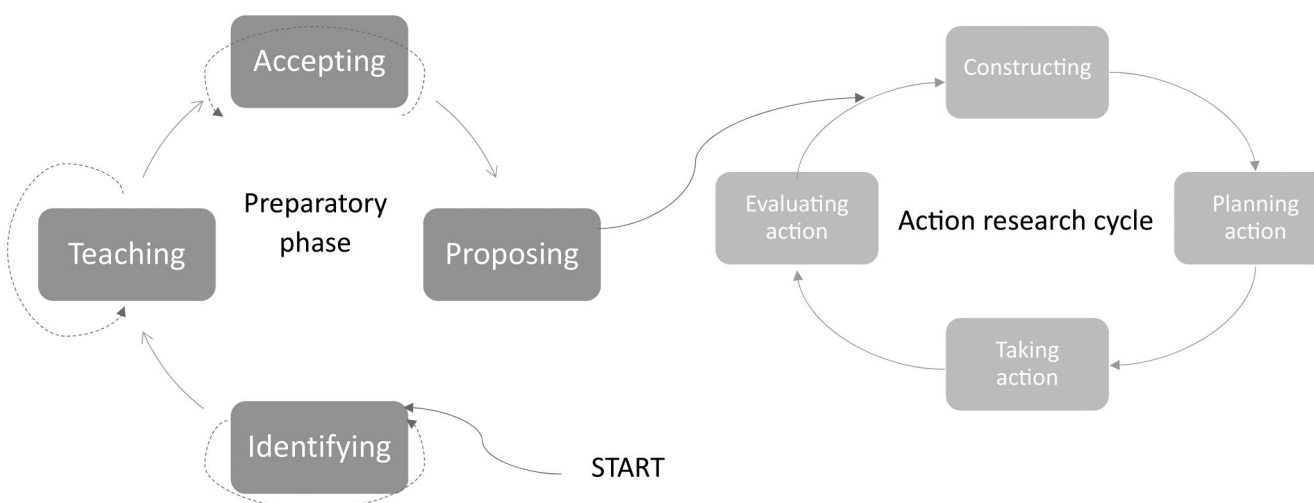 Accepting
Preparatory
phase
Teaching
Proposing
Identifying
START
Constructing
Evaluating
action
Action research cycle
Planning
action
Taking
action